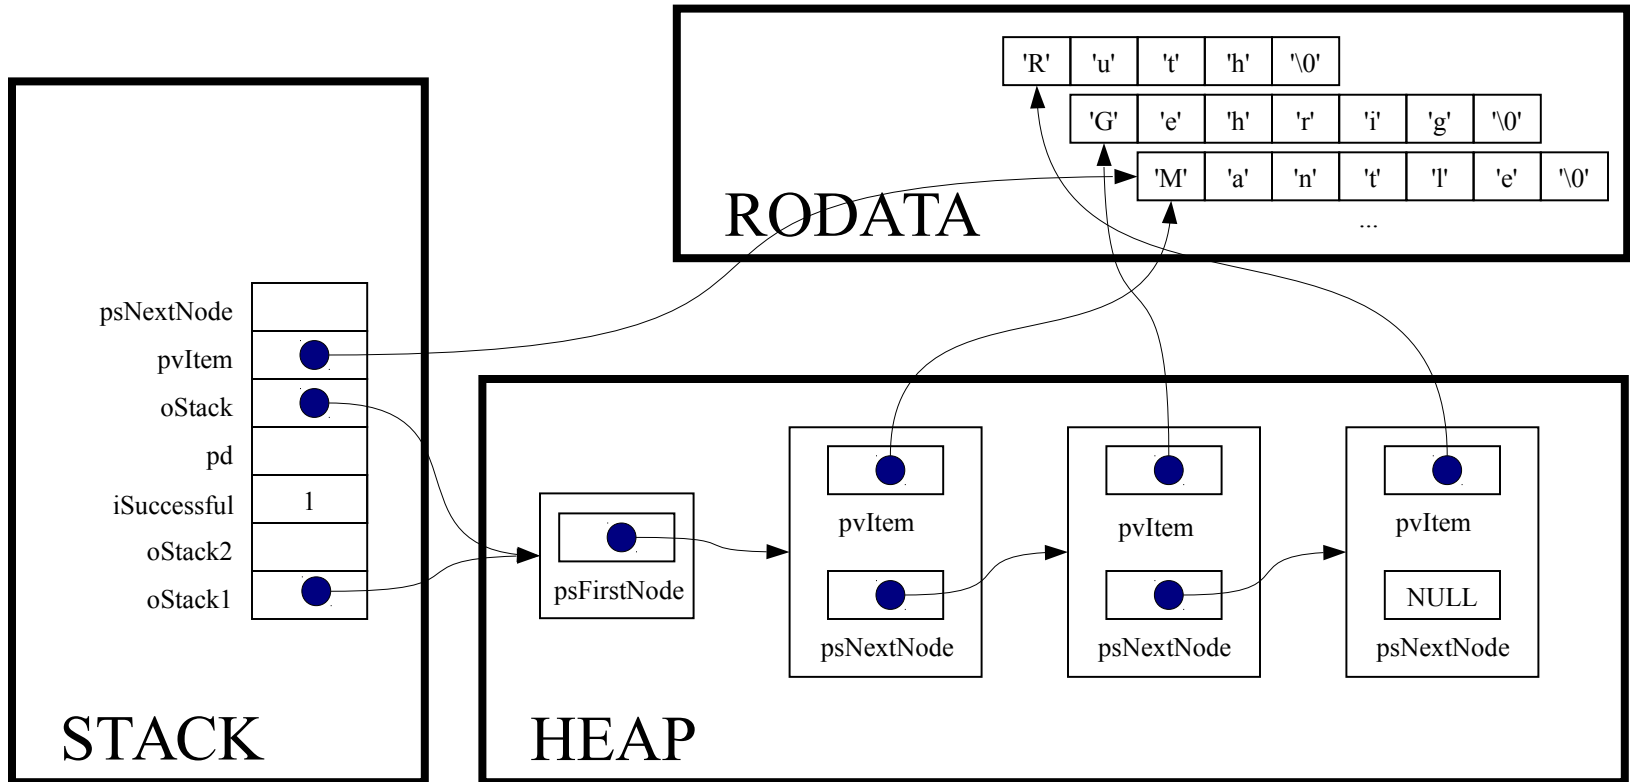 'R' 'u' 't' 'h' '\0'
'G' 'e' 'h' 'r' 'i' 'g' '\0'
'M' 'a' 'n' 't' 'l' 'e' '\0'
...
RODATA
psNextNode
pvItem
oStack
pd
iSuccessful 1
oStack2
oStack1
STACK
psFirstNode
pvItem
psNextNode
pvItem
psNextNode
pvItem
NULL
psNextNode
HEAP